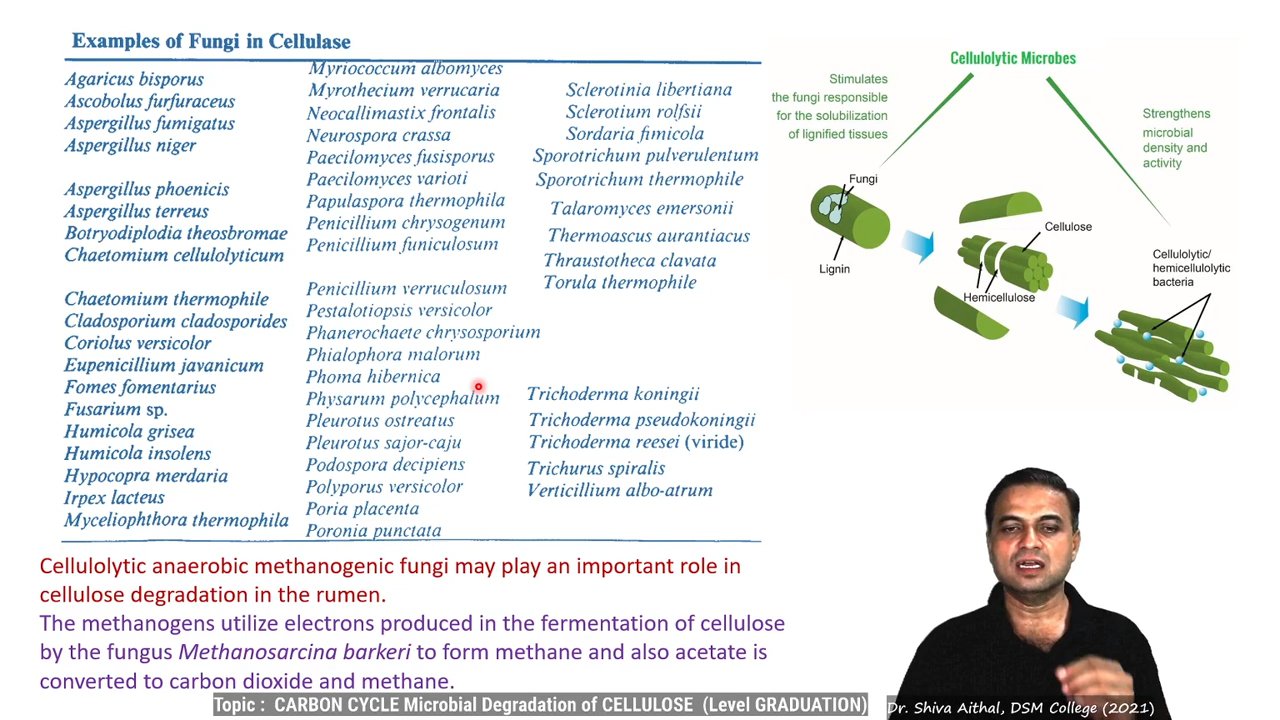 Examples of Fungi in Cellulase
Agaricus bisporus
Ascobolus furfuraceus
Aspergillus fumigatus
Aspergillus niger
Aspergillus phoenicis
Aspergillus terreus
Botryodiplodia theosbromae
Chaetomium cellulolyticum
Chaetomium thermophile
Cladosporium cladosporides
Coriolus versicolor
Eupenicillium javanicum
Fomes fomentarius
Fusarium sp.
Humicola grisea
Humicola insolens
Hypocopra merdaria
Irpex lacteus
Myceliophthora thermophila
Myriococcum albomyces
Myrothecium verrucaria
Neocallimastix frontalis
Neurospora crassa
Paecilomyces fusisporus
Paecilomyces varioti
Papulaspora thermophila
Penicillium chrysogenum
Penicillium funiculosum
Penicillium verruculosum
Pestalotiopsis versicolor
Phanerochaete chrysosporium
Phialophora malorum
Phoma hibernica
Physarum polycephalum
Pleurotus ostreatus
Pleurotus sajor-caju
Podospora decipiens
Polyporus versicolor
Poria placenta
Poronia punctata
Sclerotinia libertiana
Sclerotium rolfsii
Sordaria fimicola
Sporotrichum pulverulentum
Sporotrichum thermophile
Talaromyces emersonii
Thermoascus aurantiacus
Thraustotheca clavata
Torula thermophile
Trichoderma koningii
Trichoderma pseudokoningii
Trichoderma reesei (viride)
Trichurus spiralis
Verticillium albo-atrum
Cellulolytic Microbes
Stimulates
the fungi responsible
for the solubilization
of lignified tissues
Strengthens
microbial
density and
activity
Fungi
Lignin
Cellulose
Hemicellulose
Cellulolytic/
hemicellulolytic
bacteria
Cellulolytic anaerobic methanogenic fungi may play an important role in
cellulose degradation in the rumen.
The methanogens utilize electrons produced in the fermentation of cellulose
by the fungus Methanosarcina barkeri to form methane and also acetate is
converted to carbon dioxide and methane.
Topic : CARBON CYCLE Microbial Degradation of CELLULOSE (Level GRADUATION)
Dr. Shiva Aithal, DSM College (2021)